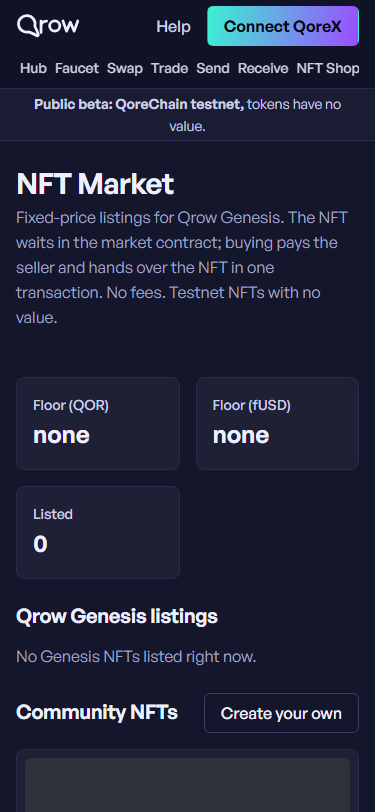 Qrow
Help
Connect QoreX
Hub Faucet Swap Trade Send Receive NFT Shop
Public beta: QoreChain testnet, tokens have no
value.
NFT Market
Fixed-price listings for Qrow Genesis. The NFT
waits in the market contract; buying pays the
seller and hands over the NFT in one
transaction. No fees. Testnet NFTs with no
value.
Floor (QOR)
none
Floor (fUSD)
none
Listed
0
Qrow Genesis listings
No Genesis NFTs listed right now.
Community NFTs
Create your own